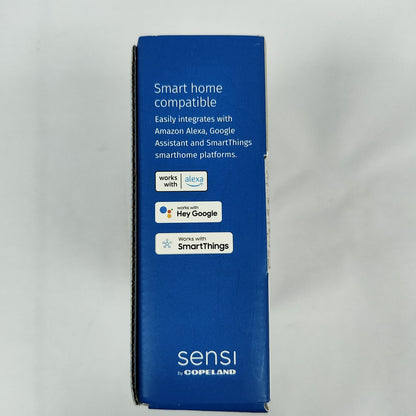 Smart home
compatible
Easily integrates with
Amazon Alexa, Google
Assistant and SmartThings
smarthome platforms.
works with alexa
works with
Hey Google
Works with
SmartThings
sensi
by COPELAND